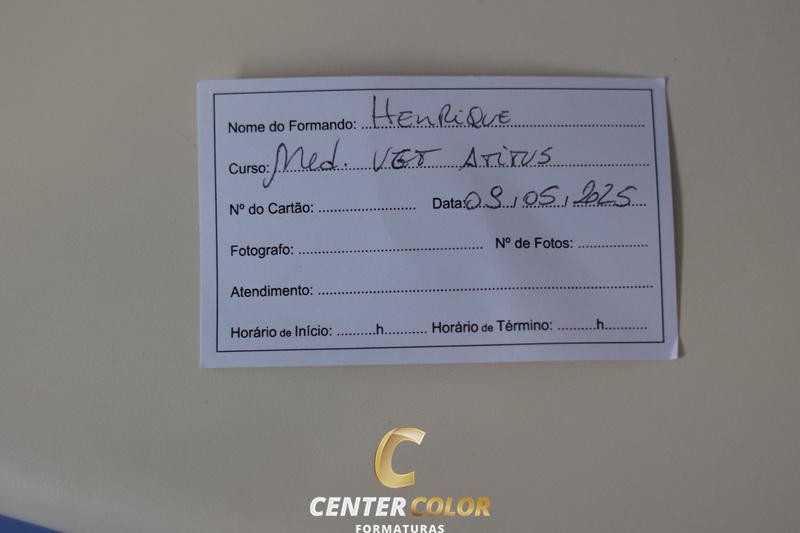 Nome do Formando: HENRiQUE
Curso: Med. VET ATITUS
Nº do Cartão: Data: 09, 05, 2025
Fotografo: Nº de Fotos:
Atendimento:
Horário de Início: h Horário de Término: h
CENTER COLOR
FORMATURAS